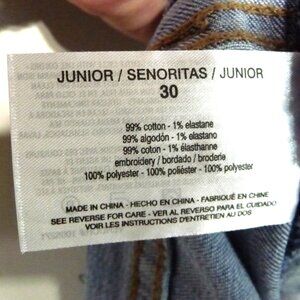 JUNIOR / SENORITAS / JUNIOR
30
99% cotton - 1% elastane
99% algodón - 1% elastano
99% coton - 1% élasthanne
embroidery / bordado / broderie
100% polyester - 100% poliester - 100% polyester
MADE IN CHINA - HECHO EN CHINA - FABRIQUÉ EN CHINE
SEE REVERSE FOR CARE - VER AL REVERSO PARA EL CUIDADO
VOIR LES INSTRUCTIONS D'ENTRETIEN AU DOS